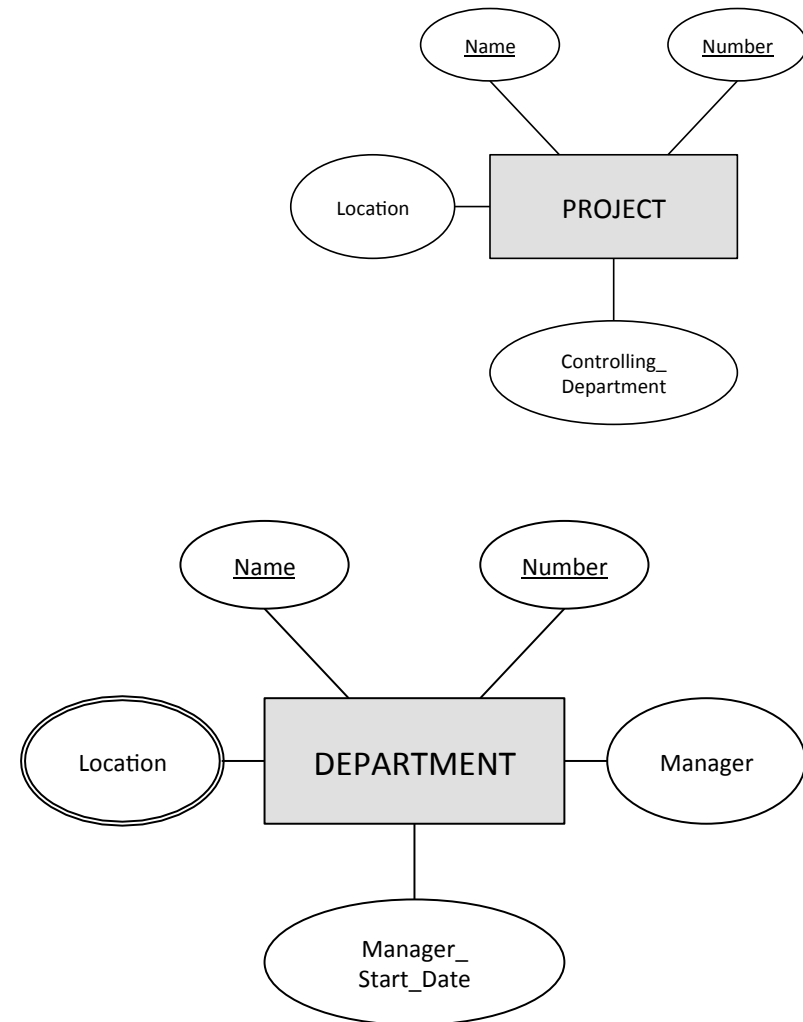 Name
Number
Location
PROJECT
Controlling_
Department
Name
Number
Location
DEPARTMENT
Manager
Manager_
Start_Date